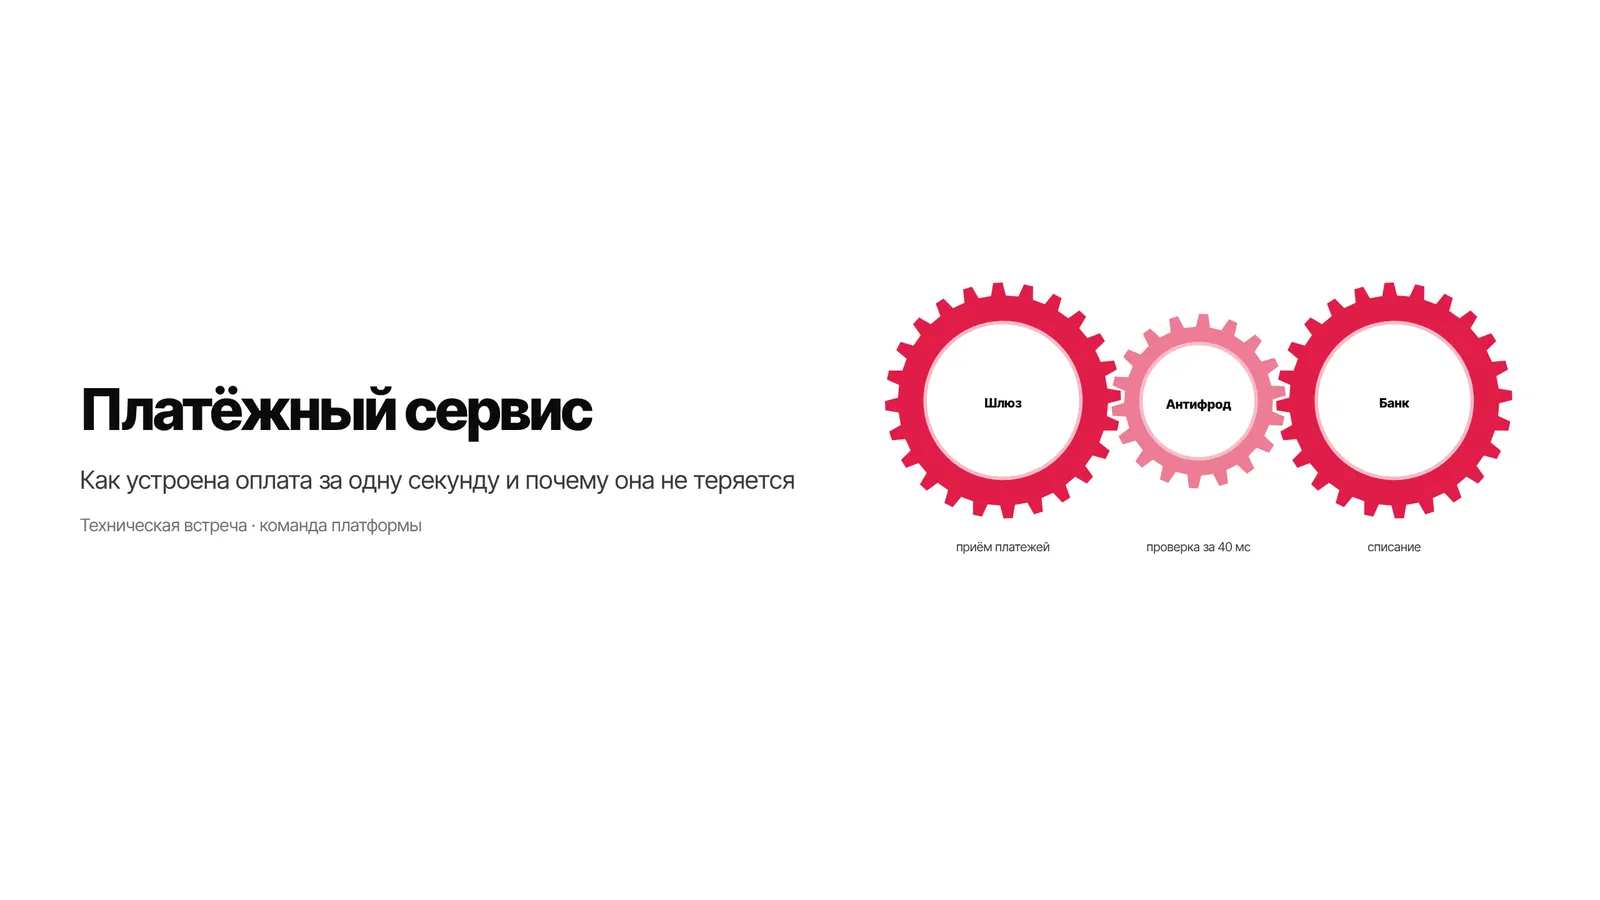 Платёжный сервис
Как устроена оплата за одну секунду и почему она не теряется
Техническая встреча · команда платформы
Шлюз
Антифрод
Банк
приём платежей
проверка за 40 мс
списание